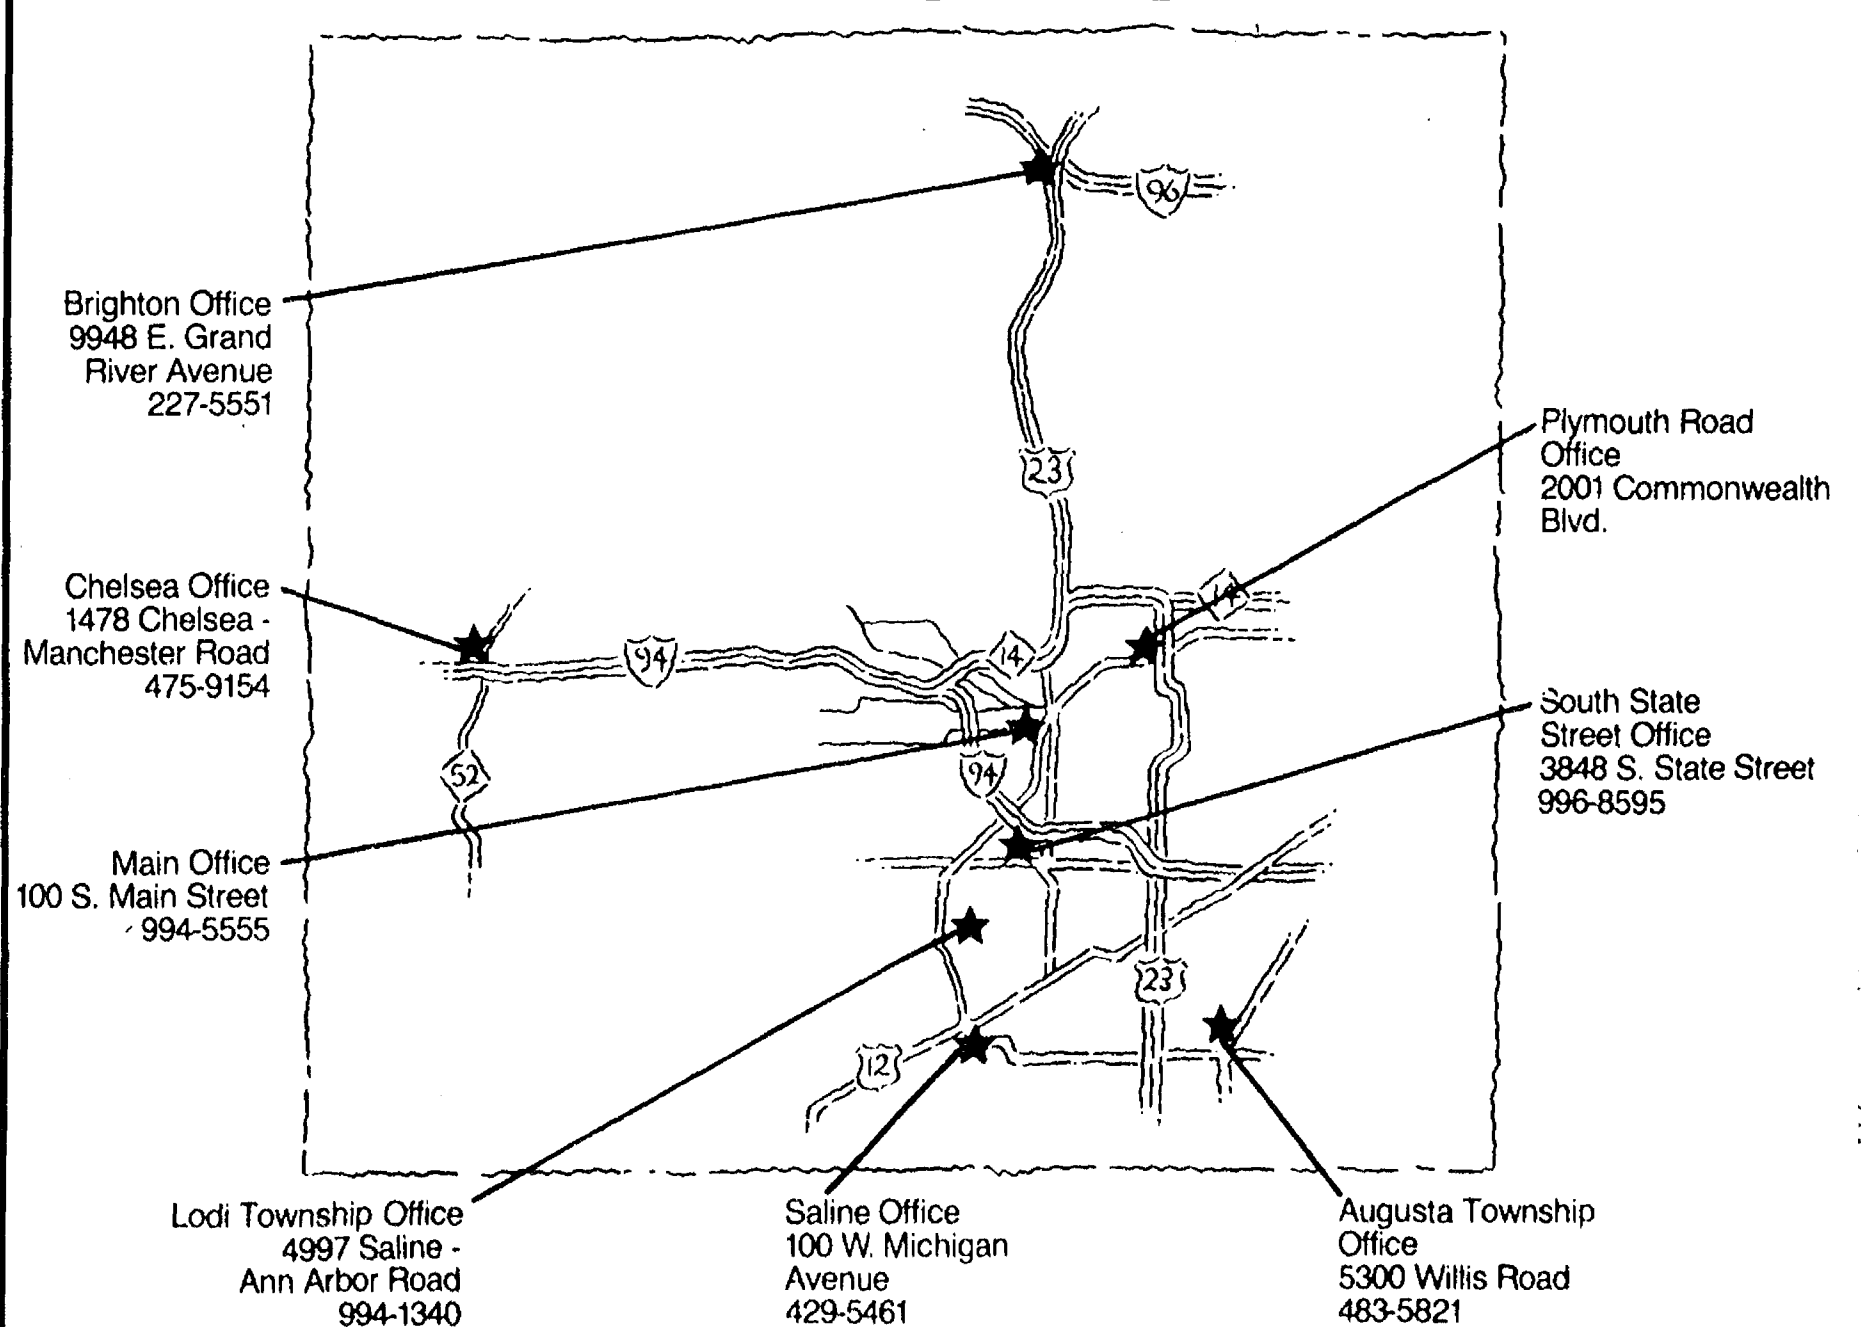 96
Brighton Office
9948 E. Grand
River Avenue
227-5551
23
Plymouth Road
Office
2001 Commonwealth
Blvd.
Chelsea Office
1478 Chelsea -
Manchester Road
475-9154
14
94
14
52
94
South State
Street Office
3848 S. State Street
996-8595
Main Office
100 S. Main Street
994-5555
23
12
Lodi Township Office
4997 Saline -
Ann Arbor Road
994-1340
Saline Office
100 W. Michigan
Avenue
429-5461
Augusta Township
Office
5300 Willis Road
483-5821